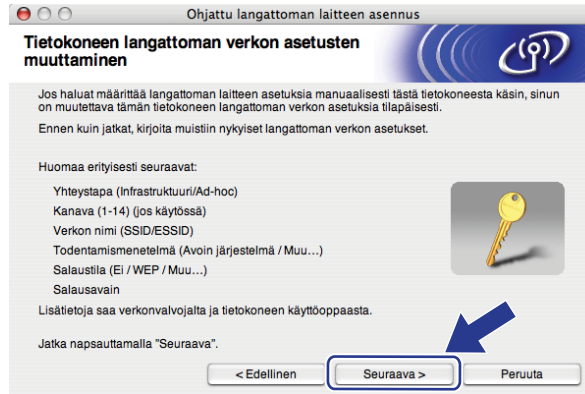 Ohjattu langattoman laitteen asennus
Tietokoneen langattoman verkon asetusten
muuttaminen
Jos haluat määrittää langattoman laitteen asetuksia manuaalisesti tästä tietokoneesta käsin, sinun
on muutettava tämän tietokoneen langattoman verkon asetuksia tilapäisesti.
Ennen kuin jatkat, kirjoita muistiin nykyiset langattoman verkon asetukset.
Huomaa erityisesti seuraavat:
Yhteystapa (Infrastruktuuri/Ad-hoc)
Kanava (1-14) (jos käytössä)
Verkon nimi (SSID/ESSID)
Todentamismenetelmä (Avoin järjestelmä / Muu...)
Salaustila (Ei / WEP / Muu...)
Salausavain
Lisätietoja saa verkonvalvojalta ja tietokoneen käyttöoppaasta.
Jatka napsauttamalla "Seuraava".
< Edellinen Seuraava > Peruuta